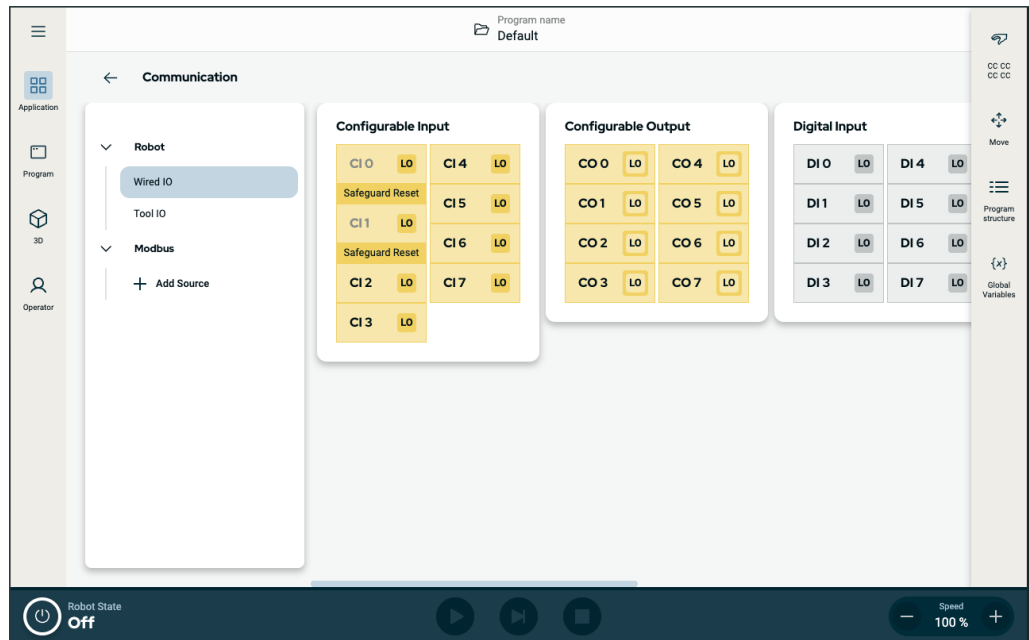 Program name
Default
Communication
Application
Program
3D
Operator
Robot
Wired IO
Tool IO
Modbus
Add Source
Configurable Input
CI 0 LO CI 4 LO
Safeguard Reset
CI 5 LO
CI 1 LO
CI 6 LO
Safeguard Reset
CI 2 LO CI 7 LO
CI 3 LO
Configurable Output
CO 0 LO CO 4 LO
CO 1 LO CO 5 LO
CO 2 LO CO 6 LO
CO 3 LO CO 7 LO
Digital Input
DI 0 LO DI 4 LO
DI 1 LO DI 5 LO
DI 2 LO DI 6 LO
DI 3 LO DI 7 LO
CC CC
CC CC
Move
Program
structure
{x}
Global
Variables
Robot State
Off
Speed
100 %